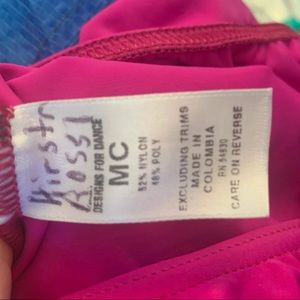 Kirstn
Rossi
DESIGNS FOR DANCE
MC
52% NYLON
48% POLY
EXCLUDING TRIMS
MADE IN
COLOMBIA
RN 54830
CARE ON REVERSE